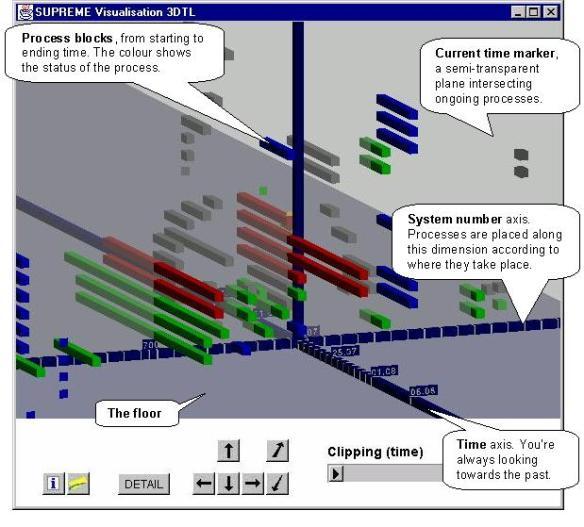 SUPREME Visualisation 3DTL
Process blocks, from starting to
ending time. The colour shows
the status of the process.
Current time marker,
a semi-transparent
plane intersecting
ongoing processes.
System number axis.
Processes are placed along
this dimension according to
where they take place.
700
25.07
01.08
06.08
The floor
Time axis. You're
always looking
towards the past.
Clipping (time)
DETAIL